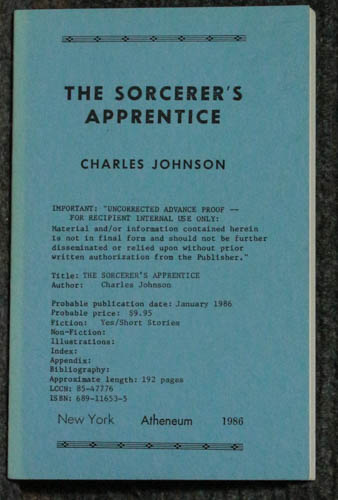 THE SORCERER'S
APPRENTICE
CHARLES JOHNSON
IMPORTANT: "UNCORRECTED ADVANCE PROOF --
FOR RECIPIENT INTERNAL USE ONLY:
Material and/or information contained herein
is not in final form and should not be further
disseminated or relied upon without prior
written authorization from the Publisher."
Title: THE SORCERER'S APPRENTICE
Author: Charles Johnson
Probable publication date: January 1986
Probable price: $9.95
Fiction: Yes/Short Stories
Non-Fiction:
Illustrations:
Index:
Appendix:
Bibliography:
Approximate length: 192 pages
LCCN: 85-47776
ISBN: 689-11653-5
New York Atheneum 1986